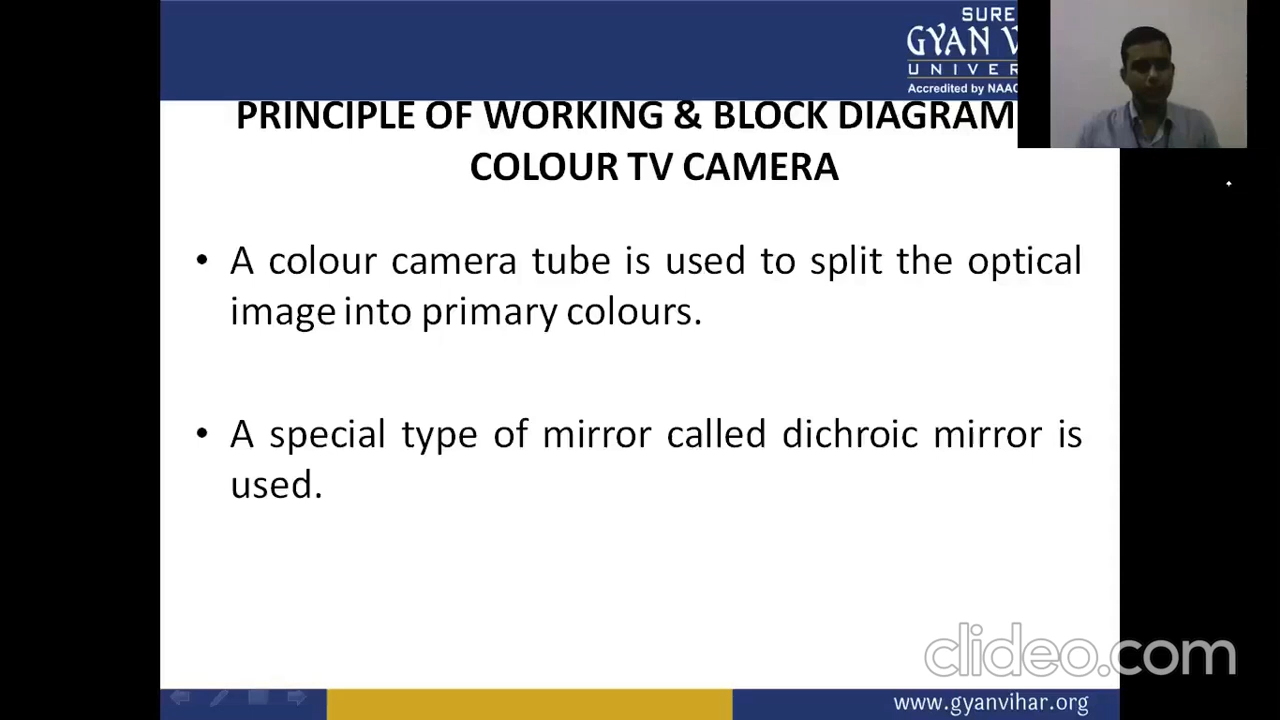 SURE
GYAN V
UNIVER
Accredited by NAAC
PRINCIPLE OF WORKING & BLOCK DIAGRAM
COLOUR TV CAMERA
• A colour camera tube is used to split the optical
image into primary colours.
• A special type of mirror called dichroic mirror is
used.
clideo.com
www.gyanvihar.org